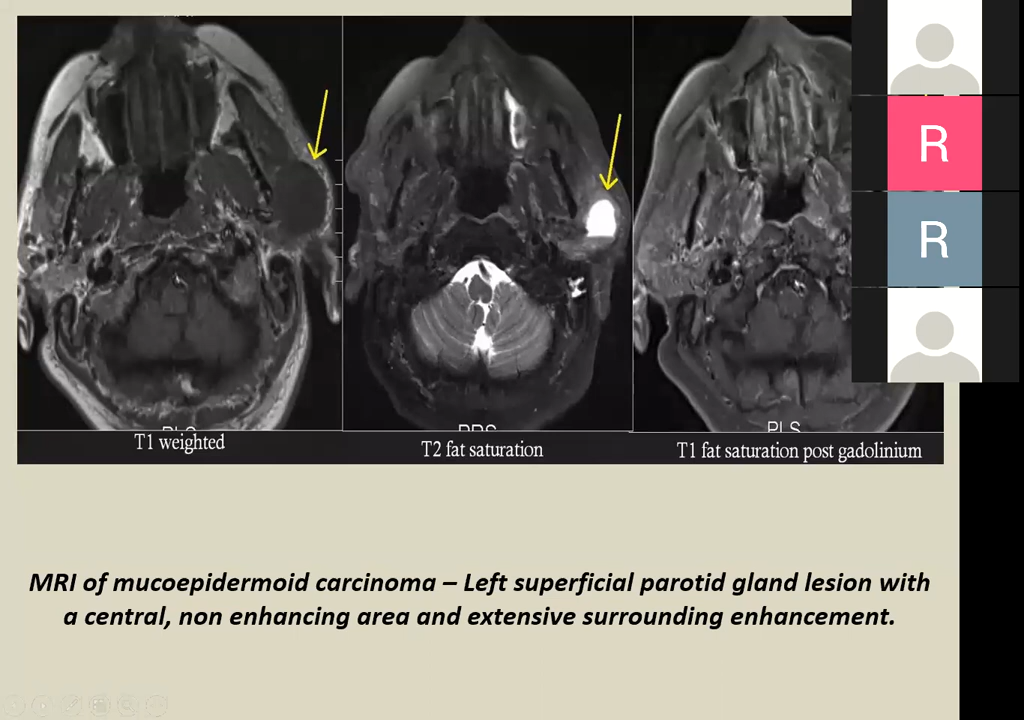 T1 weighted
T2 fat saturation
PLS
T1 fat saturation post gadolinium
R
R
MRI of mucoepidermoid carcinoma – Left superficial parotid gland lesion with
a central, non enhancing area and extensive surrounding enhancement.